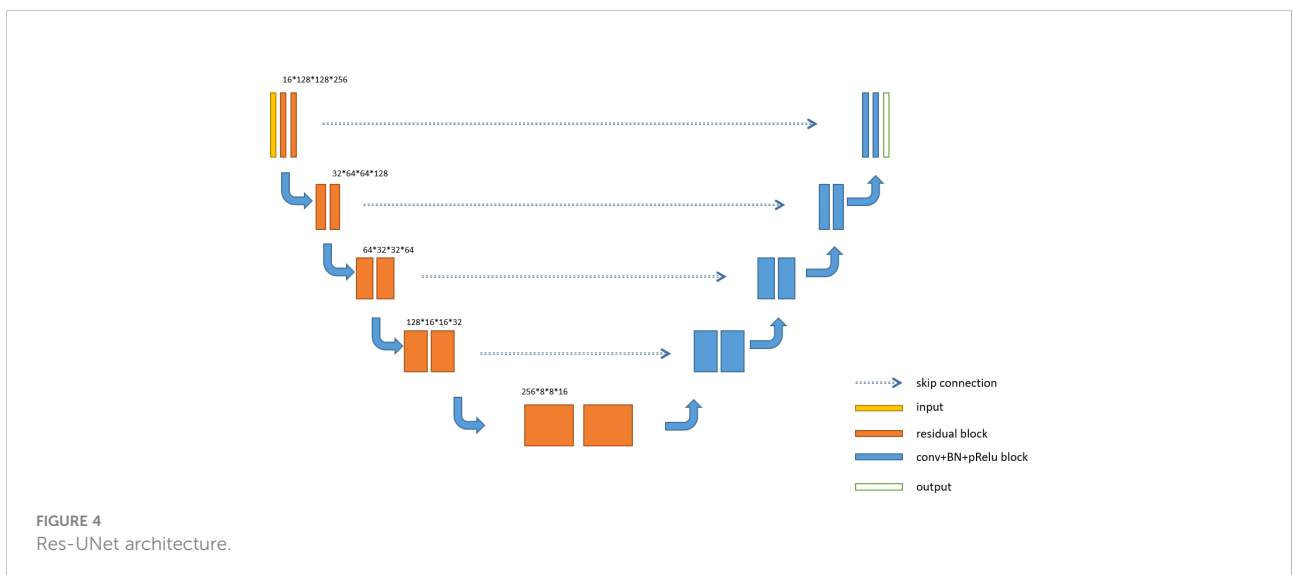 16*128*128*256
32*64*64*128
64*32*32*64
128*16*16*32
256*8*8*16
skip connection
input
residual block
conv+BN+pRelu block
output
FIGURE 4
Res-UNet architecture.